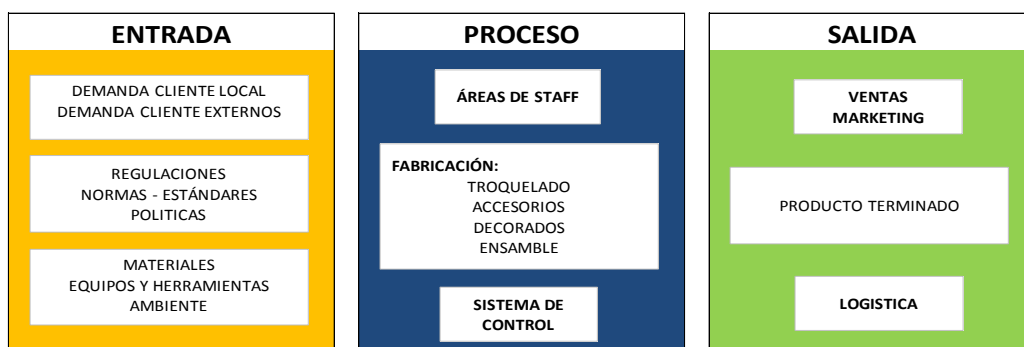 ENTRADA
DEMANDA CLIENTE LOCAL
DEMANDA CLIENTE EXTERNOS
REGULACIONES
NORMAS - ESTÁNDARES
POLITICAS
MATERIALES
EQUIPOS Y HERRAMIENTAS
AMBIENTE
PROCESO
ÁREAS DE STAFF
FABRICACIÓN:
TROQUELADO
ACCESORIOS
DECORADOS
ENSAMBLE
SISTEMA DE
CONTROL
SALIDA
VENTAS
MARKETING
PRODUCTO TERMINADO
LOGISTICA